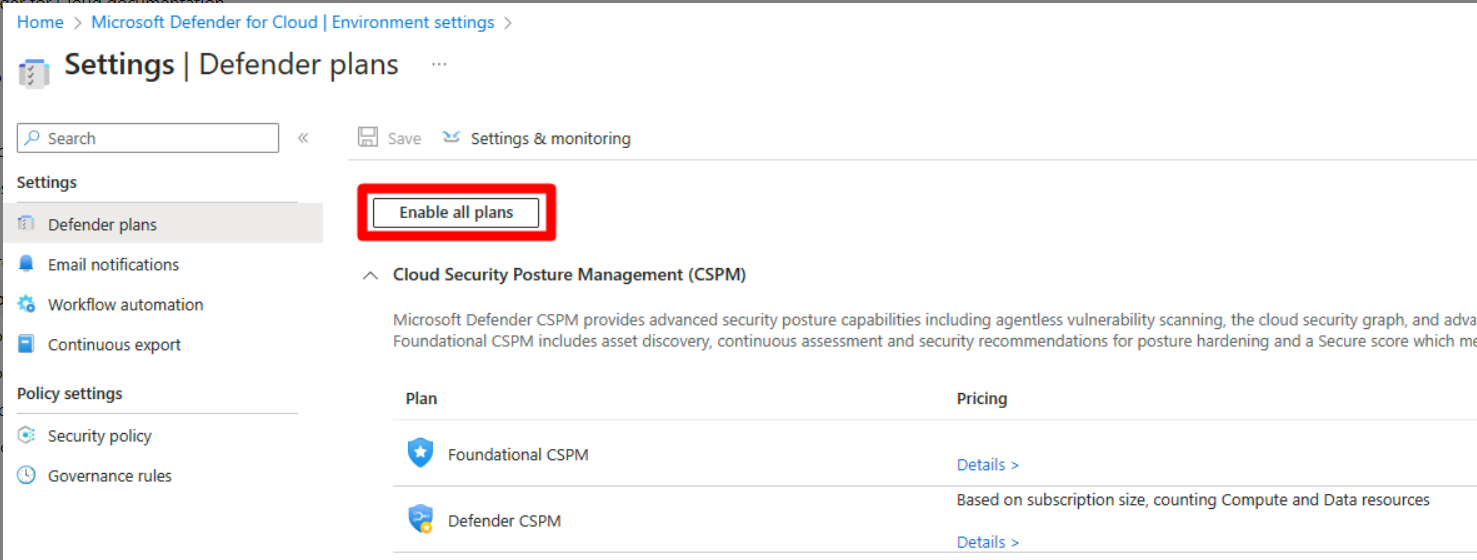 Home > Microsoft Defender for Cloud | Environment settings >
Settings | Defender plans ...
Search «
Save Settings & monitoring
Settings
Defender plans
Enable all plans
Email notifications
Cloud Security Posture Management (CSPM)
Workflow automation
Microsoft Defender CSPM provides advanced security posture capabilities including agentless vulnerability scanning, the cloud security graph, and adva
Foundational CSPM includes asset discovery, continuous assessment and security recommendations for posture hardening and a Secure score which me
Continuous export
Policy settings
Plan Pricing
Security policy
Foundational CSPM
Details >
Governance rules
Based on subscription size, counting Compute and Data resources
Defender CSPM
Details >